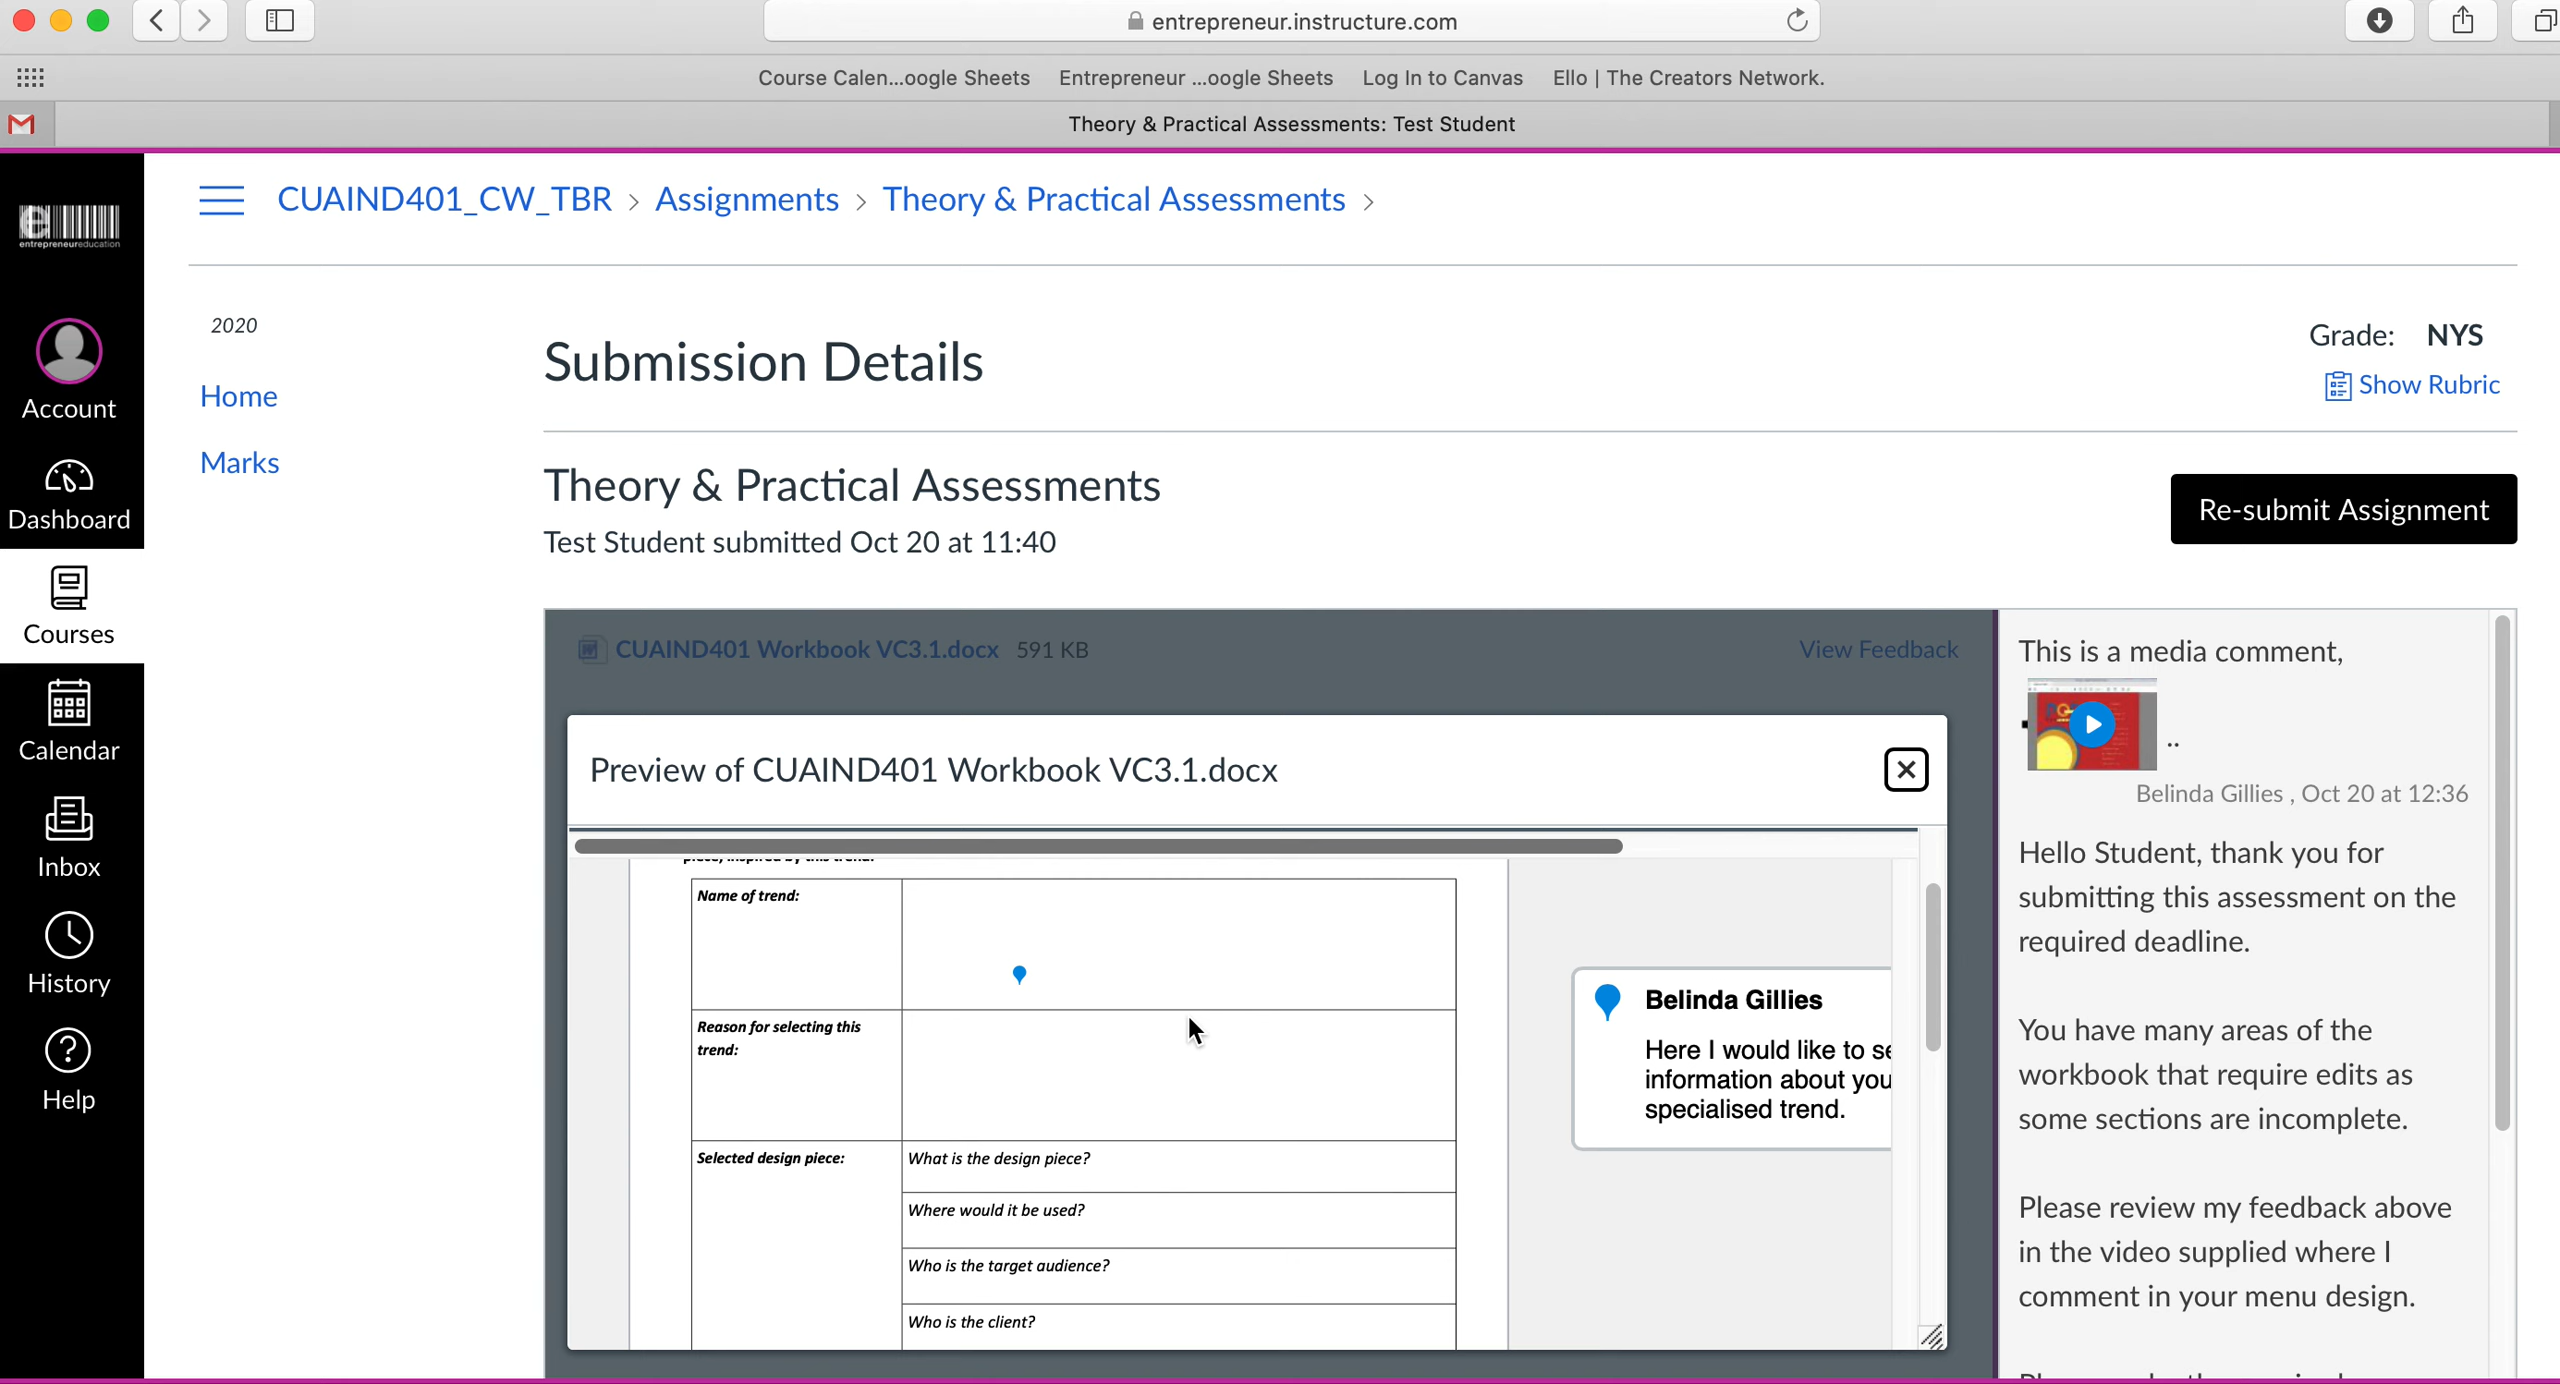 entrepreneur.instructure.com
Course Calen...oogle Sheets
Entrepreneur ...oogle Sheets
Log In to Canvas
Ello | The Creators Network.
Theory & Practical Assessments: Test Student
entrepreneureducation
Account
Dashboard
Courses
Calendar
Inbox
History
Help
CUAIND401_CW_TBR > Assignments > Theory & Practical Assessments >
2020
Home
Marks
Submission Details
Grade: NYS
Show Rubric
Theory & Practical Assessments
Test Student submitted Oct 20 at 11:40
Re-submit Assignment
CUAIND401 Workbook VC3.1.docx 591 KB
View Feedback
Preview of CUAIND401 Workbook VC3.1.docx
Name of trend:
Reason for selecting this
trend:
Selected design piece:
What is the design piece?
Where would it be used?
Who is the target audience?
Who is the client?
Belinda Gillies
Here I would like to
information about
specialised trend.
This is a media comment,
..
Belinda Gillies , Oct 20 at 12:36
Hello Student, thank you for
submitting this assessment on the
required deadline.
You have many areas of the
workbook that require edits as
some sections are incomplete.
Please review my feedback above
in the video supplied where I
comment in your menu design.